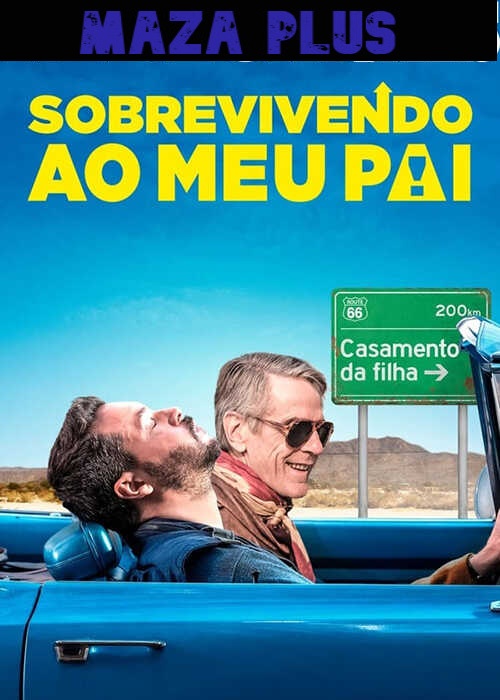 MAZA PLUS
SOBREVIVENDO
AO MEU PAI
ROUTE
66
200km
Casamento
da filha →